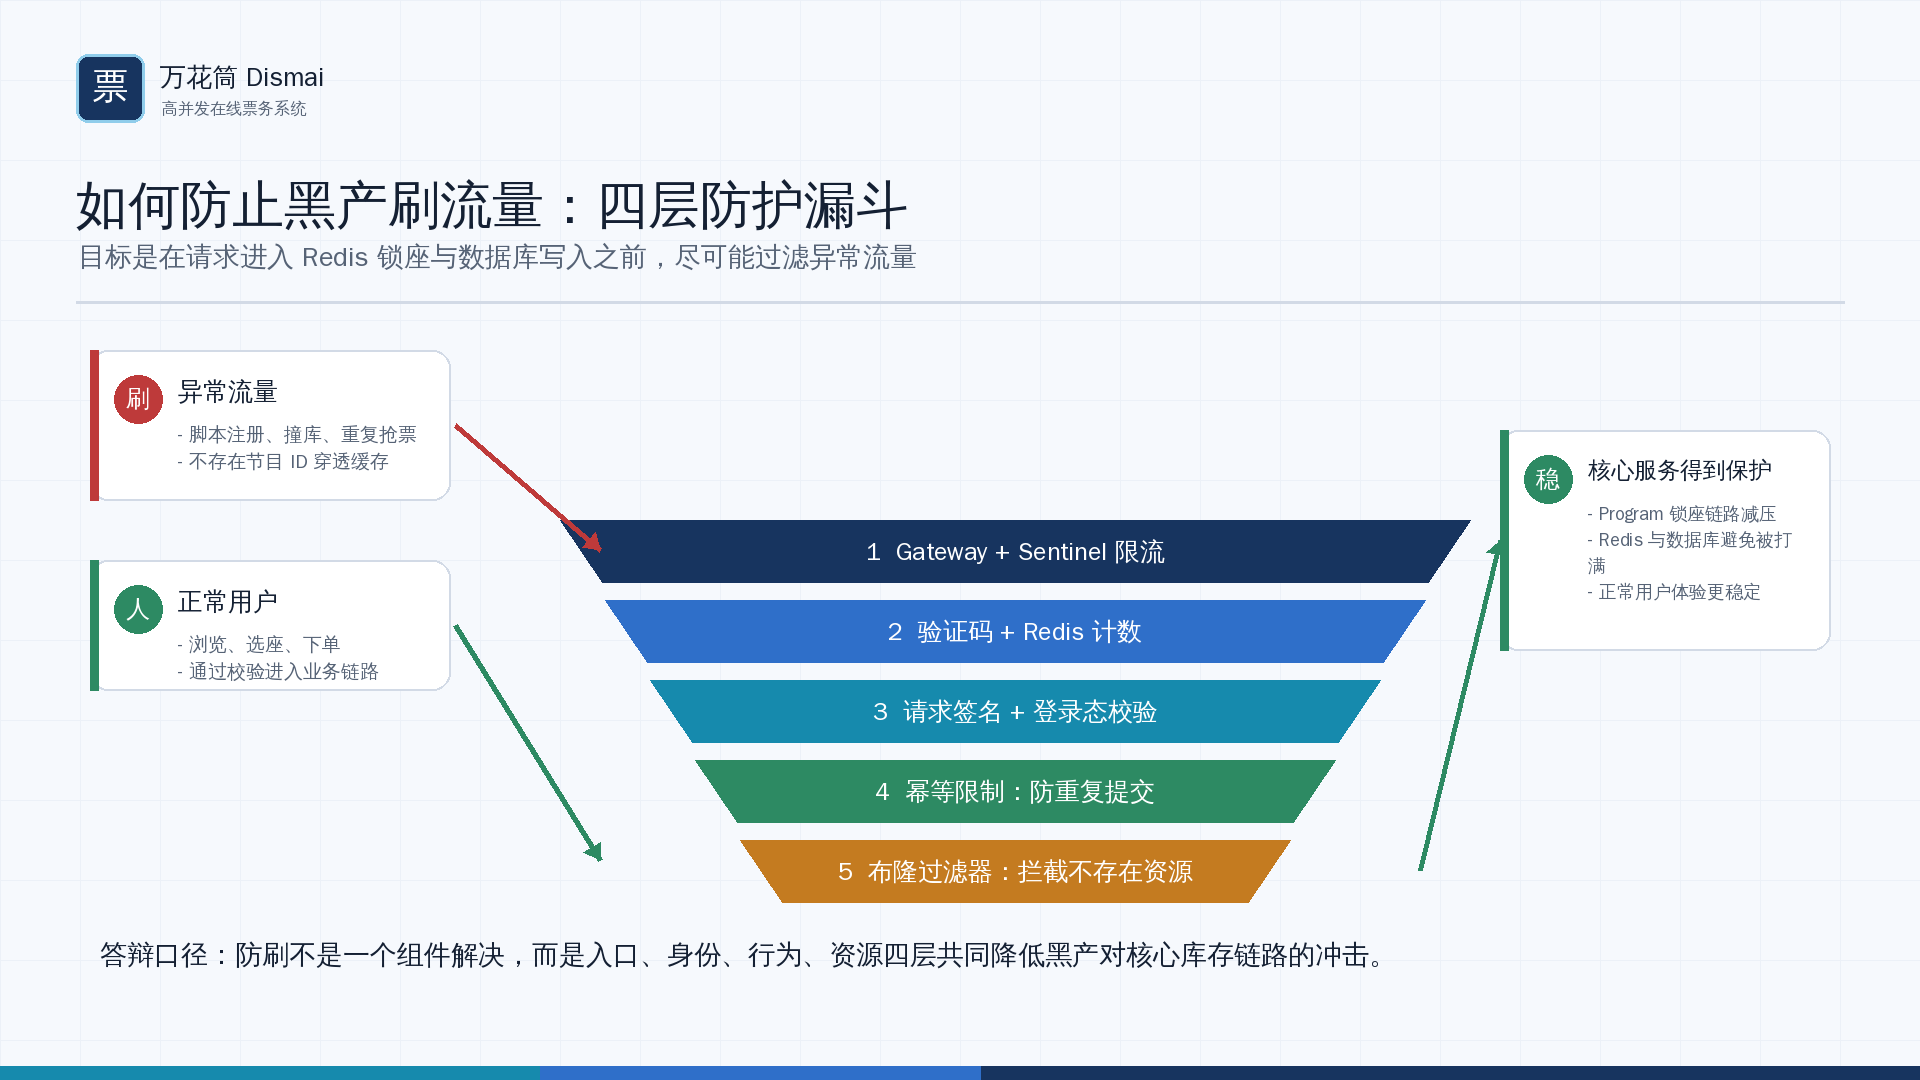 票
万花筒 Dismai
高并发在线票务系统
如何防止黑产刷流量：四层防护漏斗
目标是在请求进入 Redis 锁座与数据库写入之前，尽可能过滤异常流量
刷
异常流量
- 脚本注册、撞库、重复抢票
- 不存在节目 ID 穿透缓存
人
正常用户
- 浏览、选座、下单
- 通过校验进入业务链路
1 Gateway + Sentinel 限流
2 验证码 + Redis 计数
3 请求签名 + 登录态校验
4 幂等限制：防重复提交
5 布隆过滤器：拦截不存在资源
稳
核心服务得到保护
- Program 锁座链路减压
- Redis 与数据库避免被打
满
- 正常用户体验更稳定
答辩口径：防刷不是一个组件解决，而是入口、身份、行为、资源四层共同降低黑产对核心库存链路的冲击。